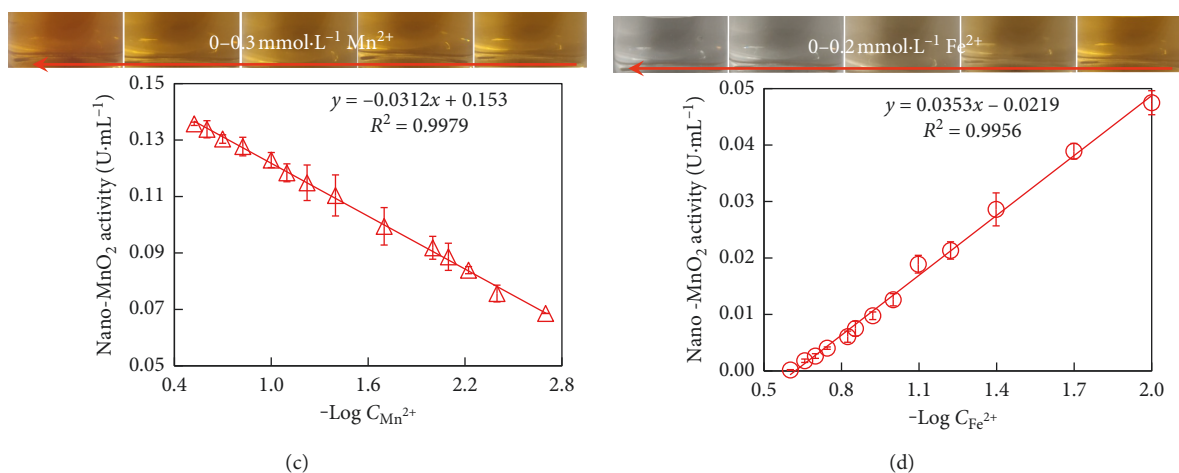 0–0.3 mmol·L⁻¹ Mn²⁺
y = −0.0312x + 0.153
R² = 0.9979
Nano-MnO₂ activity (U·mL⁻¹)
0.15
0.13
0.11
0.09
0.07
0.05
0.4 1.0 1.6 2.2 2.8
−Log C_Mn²⁺
(c)
0–0.2 mmol·L⁻¹ Fe²⁺
y = 0.0353x − 0.0219
R² = 0.9956
Nano -MnO₂ activity (U·mL⁻¹)
0.05
0.04
0.03
0.02
0.01
0.00
0.5 0.8 1.1 1.4 1.7 2.0
−Log C_Fe²⁺
(d)